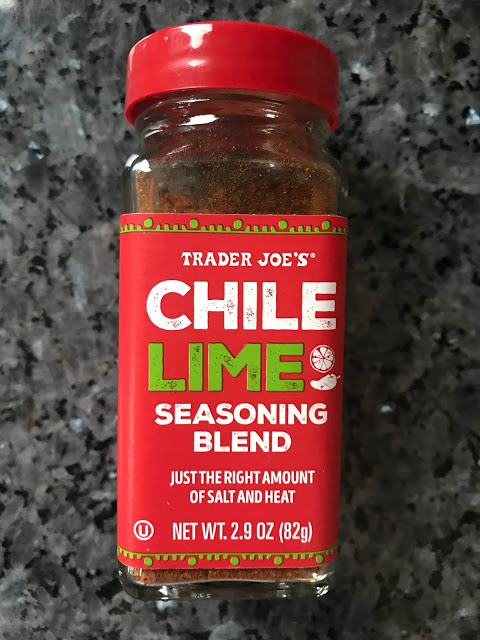 TRADER JOE'S®
CHILE
LIME
SEASONING
BLEND
JUST THE RIGHT AMOUNT
OF SALT AND HEAT
U NET WT. 2.9 OZ (82g)